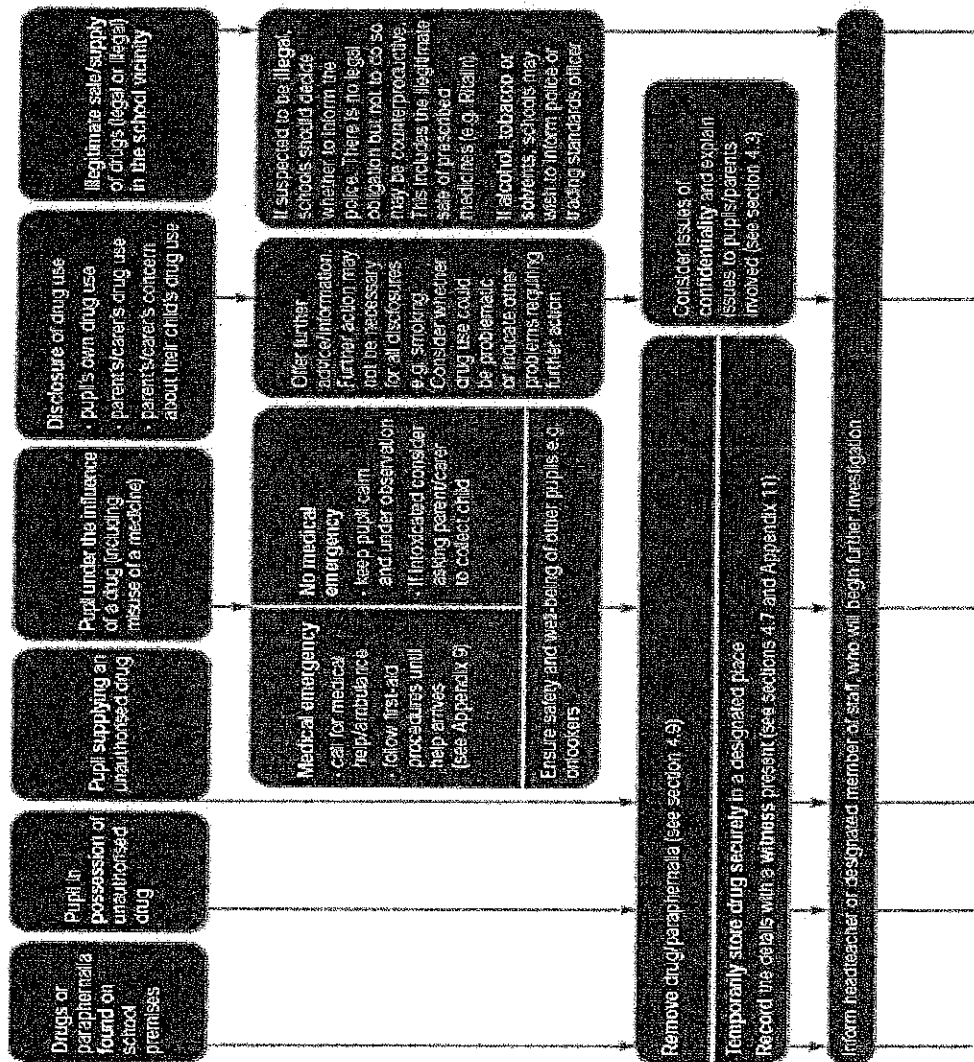 Drugs or
paraphernalia
found on
school
premises
Pupil in
possession of
unauthorised
drug
Pupil supplying an
unauthorised drug
Pupil under the influence
of a drug (including
misuse of a medicine)
Disclosure of drug use
• pupil's own drug use
• parent's/carer's drug use
• parent's/carer's concern
about their child's drug use
Illegitimate sale/supply
of drugs (legal or illegal)
in the school vicinity
Medical emergency
• call for medical
help/ambulance
• follow first-aid
procedures until
help arrives
(see Appendix 9)
No medical
emergency
• keep pupil calm
and under observation
• If intoxicated consider
asking parent/carer
to collect child
Ensure safety and well-being of other pupils e.g.
onlookers
Offer further
advice/information.
Further action may
not be necessary
for all disclosures
e.g. smoking.
Consider whether
drug use could
be problematic
or indicate other
problems requiring
further action
If suspected to be illegal,
schools should decide
whether to inform the
police. There is no legal
obligation but not to do so
may be counterproductive.
This includes the illegitimate
sale of prescribed
medicines (e.g. Ritalin).
If alcohol, tobacco or
solvents, schools may
wish to inform police or
trading standards officer
Remove drug/paraphernalia (see section 4.9)
Temporarily store drug securely in a designated place
Record the details with a witness present (see sections 4.7 and Appendix 11)
Consider issues of
confidentiality and explain
issues to pupils/parents
involved (see section 4.3)
Inform headteacher or designated member of staff, who will begin further investigation